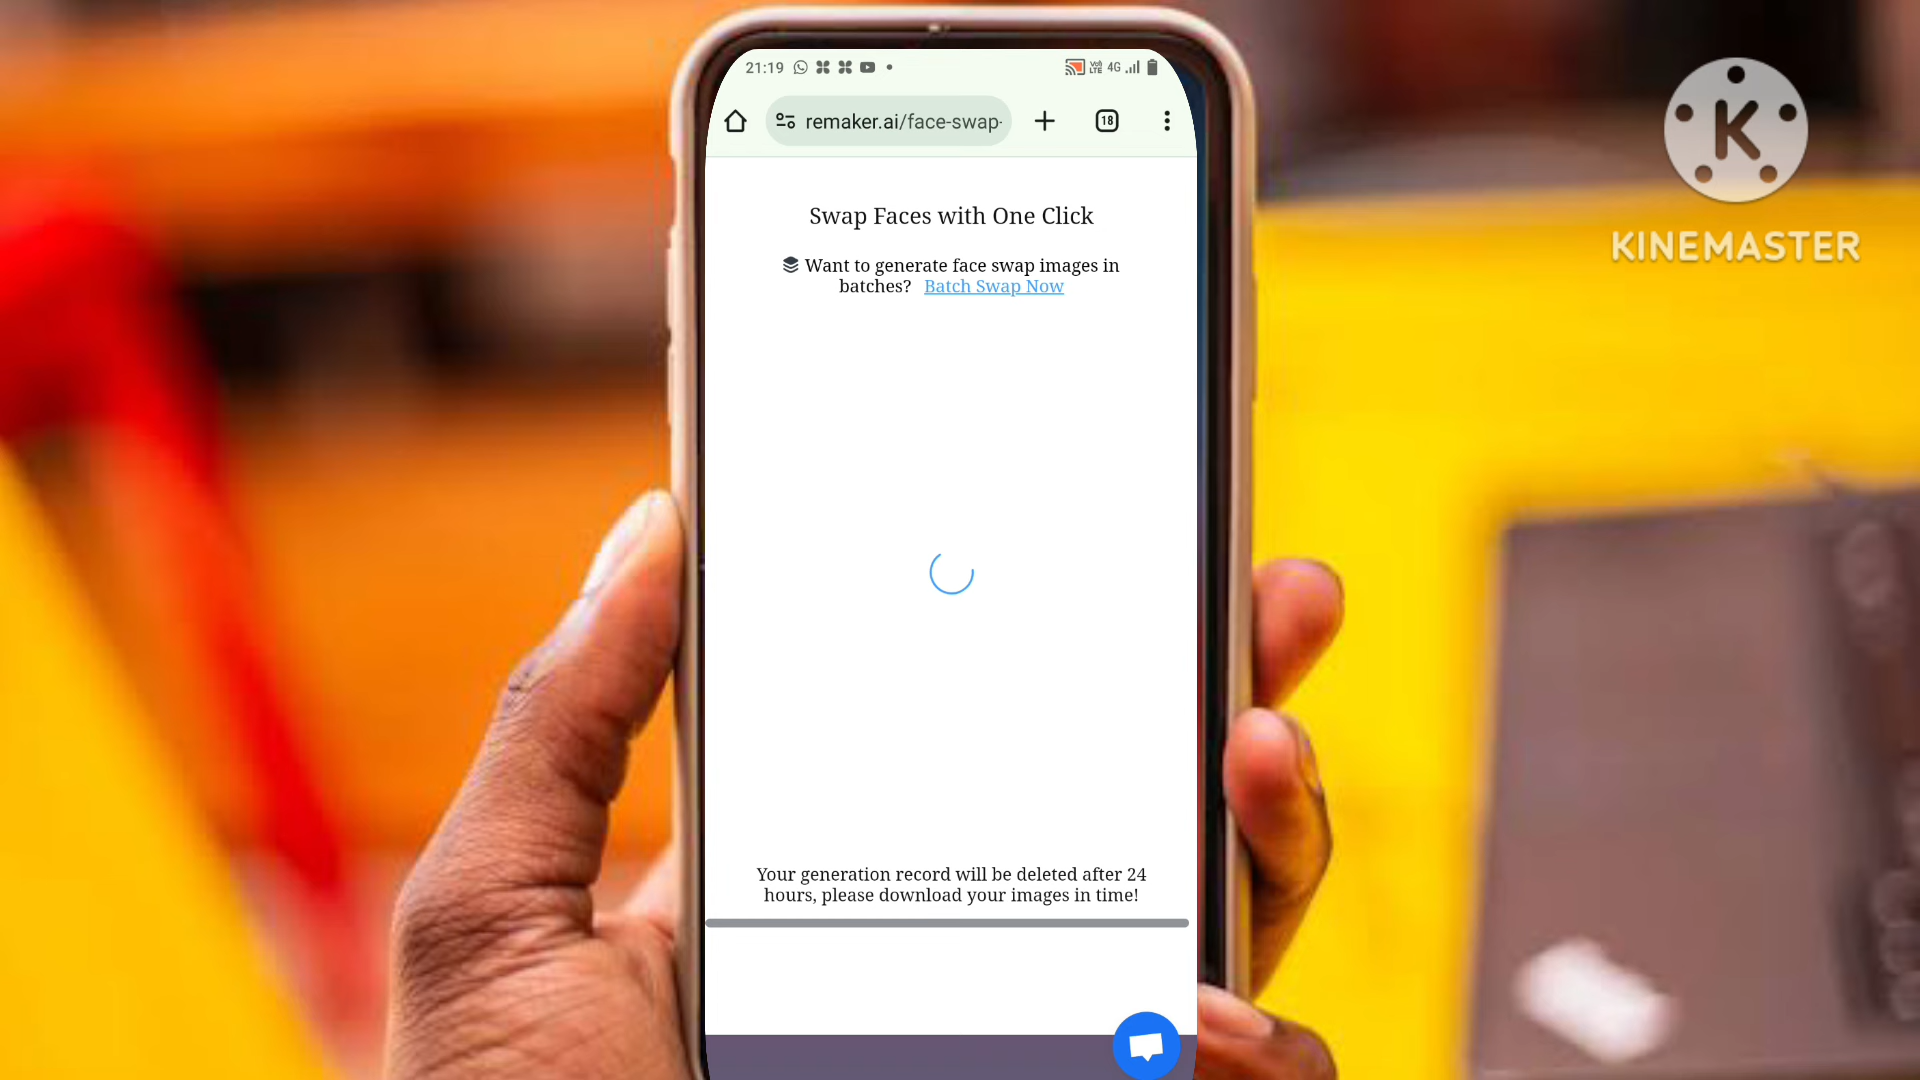 21:19
VoI
LTE 4G
remaker.ai/face-swap-
18
Swap Faces with One Click
Want to generate face swap images in
batches? Batch Swap Now
Your generation record will be deleted after 24
hours, please download your images in time!
K
KINEMASTER